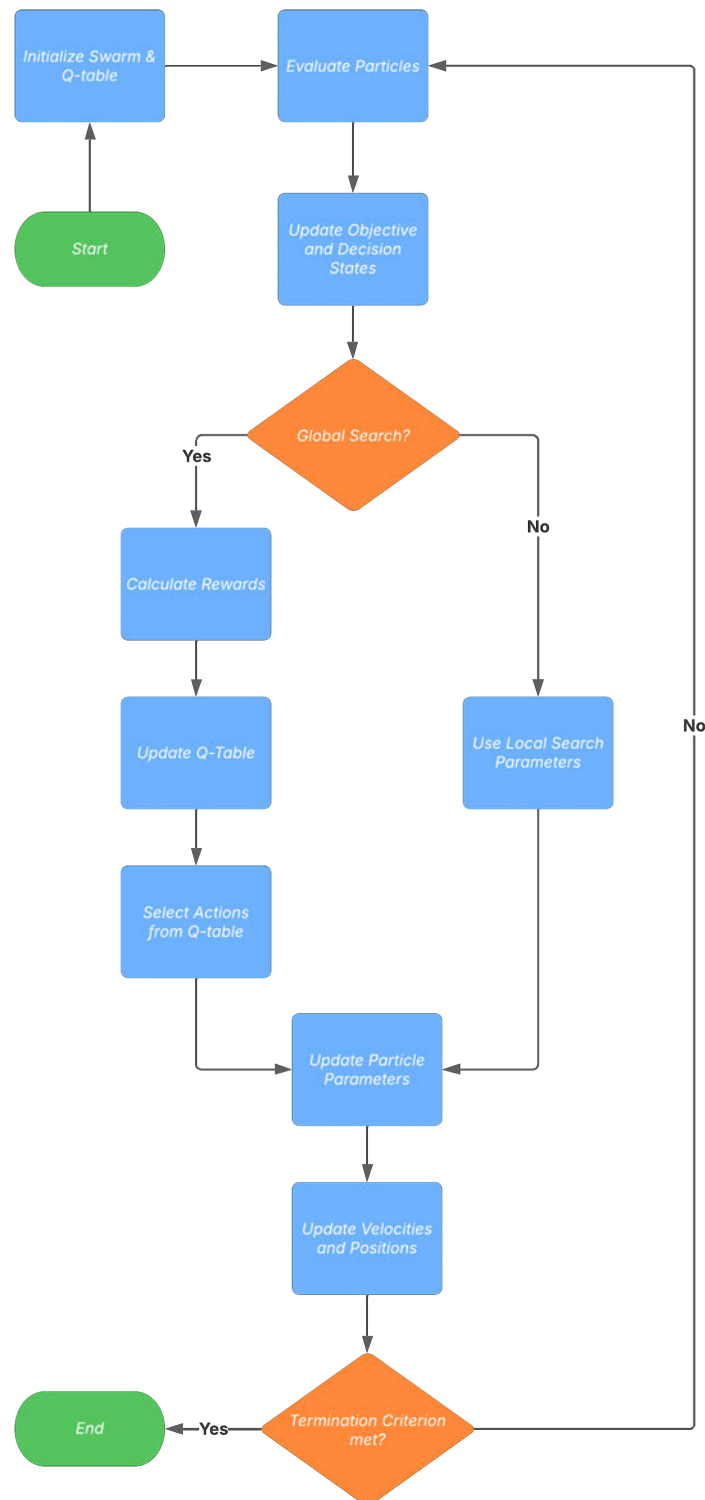 Initialize Swarm &
Q-table
Evaluate Particles
Start
Update Objective
and Decision
States
Global Search?
Yes
No
Calculate Rewards
Update Q-Table
Use Local Search
Parameters
No
Select Actions
from Q-table
Update Particle
Parameters
Update Velocities
and Positions
Termination Criterion
met?
Yes
End